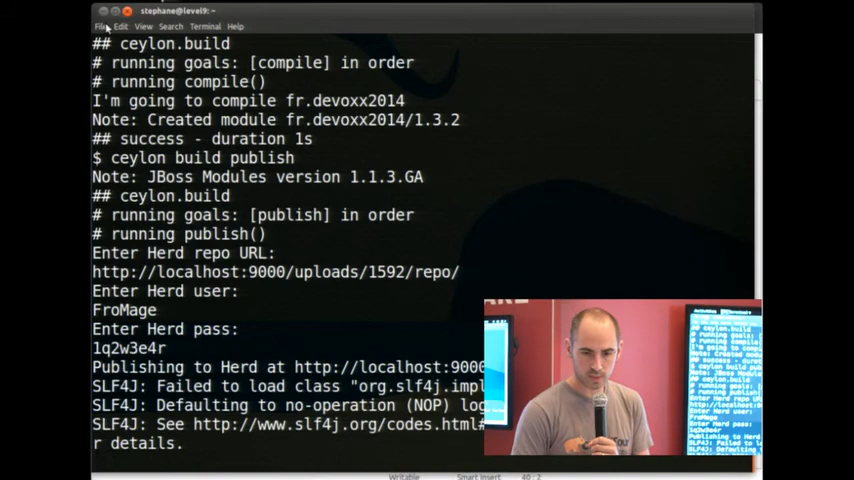 stephane@level9: ~
File Edit View Search Terminal Help
## ceylon.build
# running goals: [compile] in order
# running compile()
I'm going to compile fr.devoxx2014
Note: Created module fr.devoxx2014/1.3.2
## success - duration 1s
$ ceylon build publish
Note: JBoss Modules version 1.1.3.GA
## ceylon.build
# running goals: [publish] in order
# running publish()
Enter Herd repo URL:
http://localhost:9000/uploads/1592/repo/
Enter Herd user:
FroMage
Enter Herd pass:
1q2w3e4r
Publishing to Herd at http://localhost:9000
SLF4J: Failed to load class "org.slf4j.impl
SLF4J: Defaulting to no-operation (NOP) log
SLF4J: See http://www.slf4j.org/codes.html#
r details.
Writable Smart Insert 40 : 2